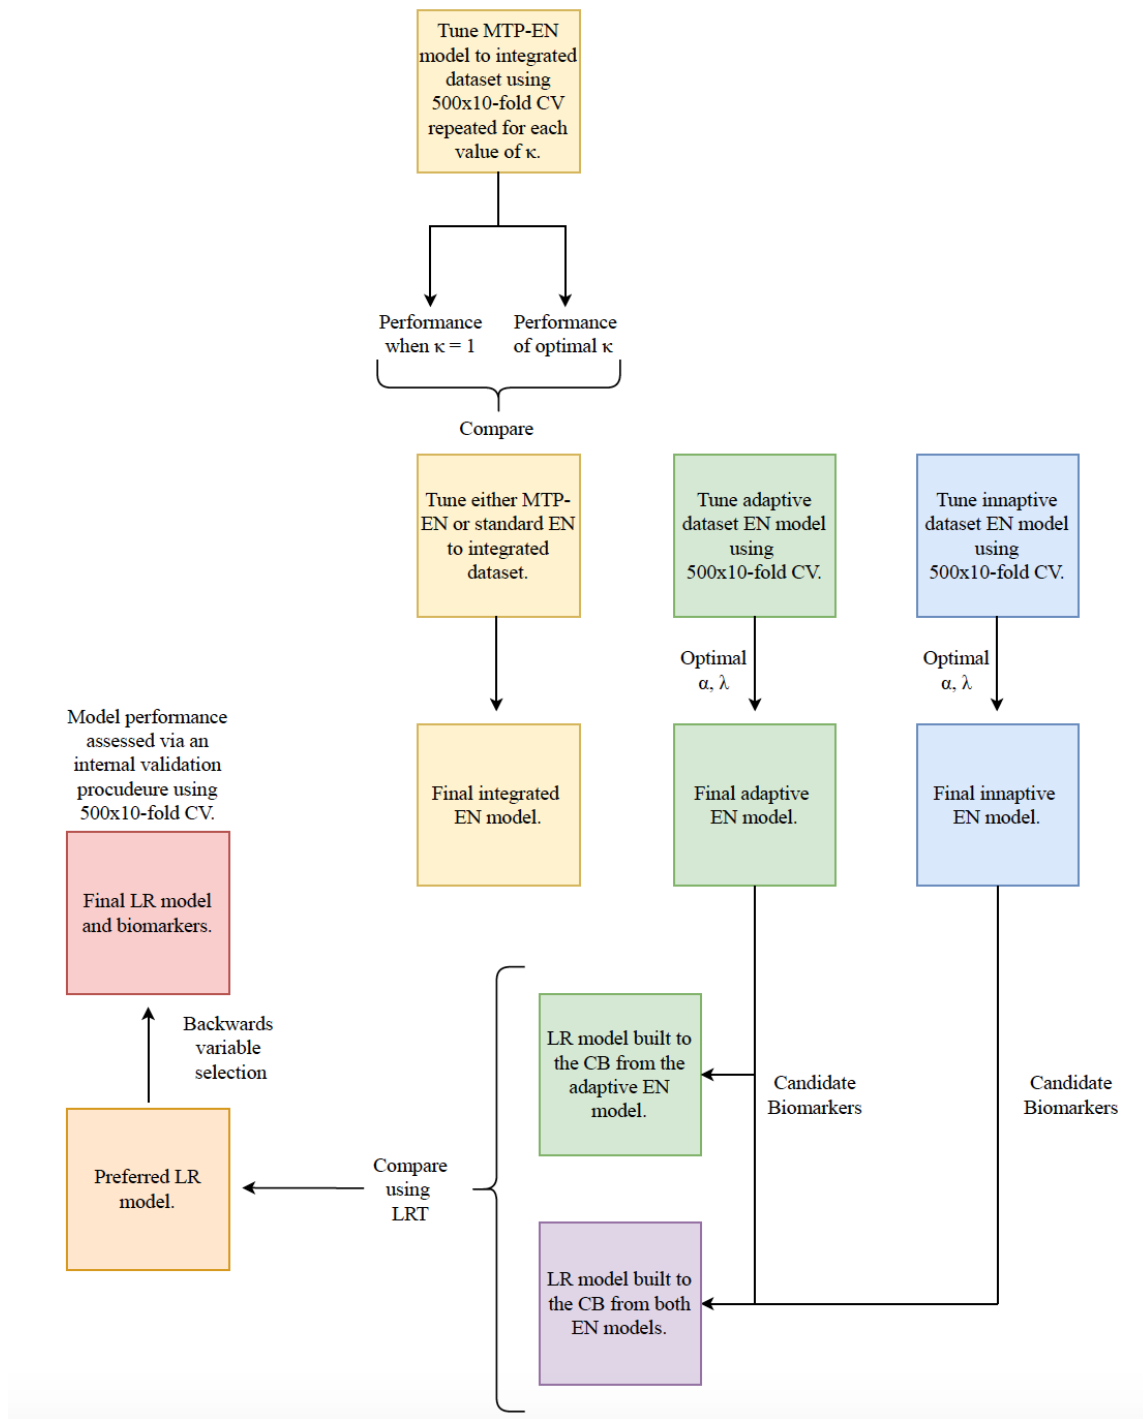 Tune MTP-EN
model to integrated
dataset using
500x10-fold CV
repeated for each
value of κ.
Performance
when κ = 1
Performance
of optimal κ
Compare
Tune either MTP-
EN or standard EN
to integrated
dataset.
Tune adaptive
dataset EN model
using
500x10-fold CV.
Tune innaptive
dataset EN model
using
500x10-fold CV.
Optimal
α, λ
Optimal
α, λ
Model performance
assessed via an
internal validation
procudeure using
500x10-fold CV.
Final integrated
EN model.
Final adaptive
EN model.
Final innaptive
EN model.
Final LR model
and biomarkers.
Backwards
variable
selection
LR model built to
the CB from the
adaptive EN
model.
Candidate
Biomarkers
Candidate
Biomarkers
Preferred LR
model.
Compare
using
LRT
LR model built to
the CB from both
EN models.